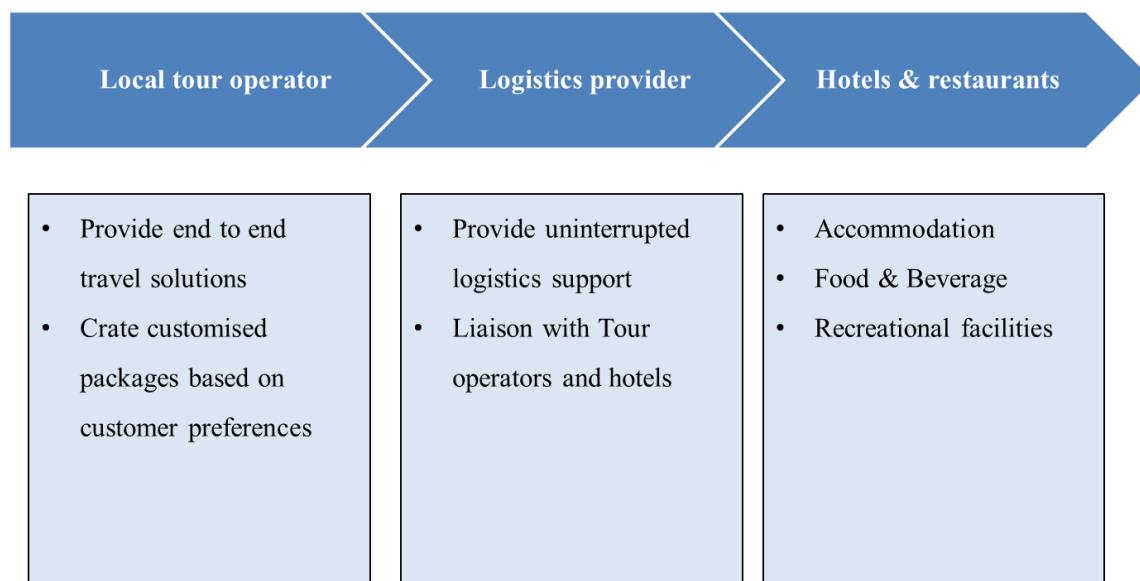 Local tour operator
Logistics provider
Hotels & restaurants
• Provide end to end
travel solutions
• Crate customised
packages based on
customer preferences
• Provide uninterrupted
logistics support
• Liaison with Tour
operators and hotels
• Accommodation
• Food & Beverage
• Recreational facilities